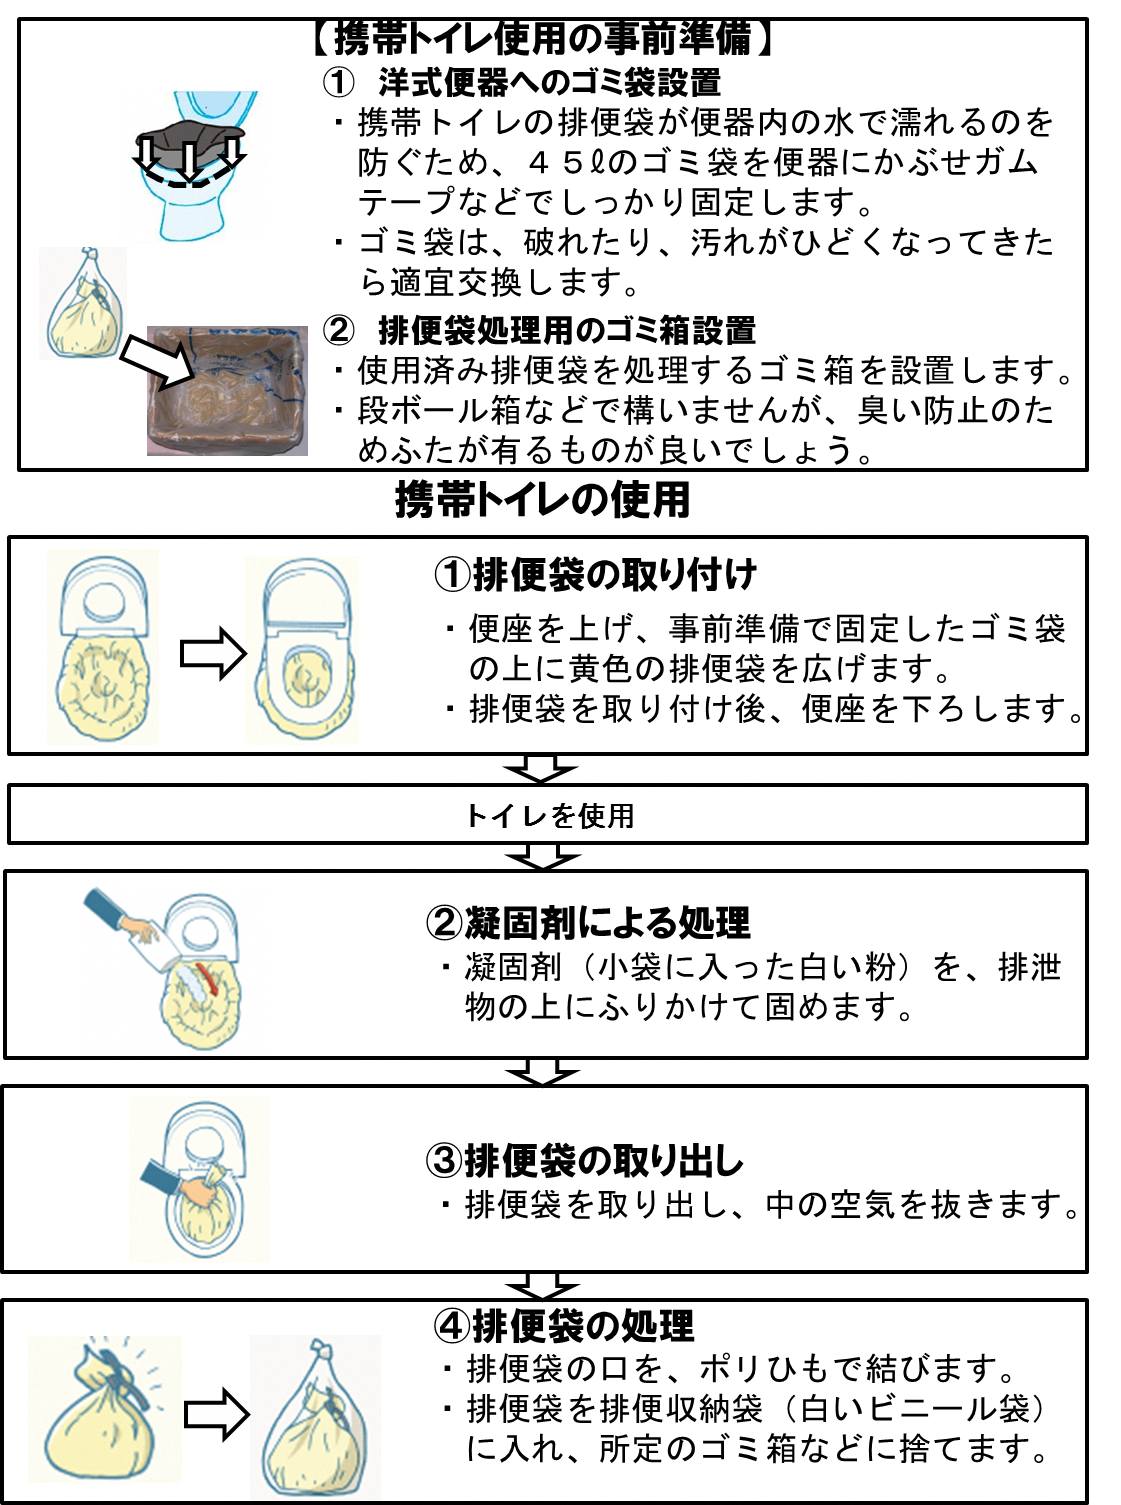 【携帯トイレ使用の事前準備】
① 洋式便器へのゴミ袋設置
・携帯トイレの排便袋が便器内の水で濡れるのを
防ぐため、４５ℓのゴミ袋を便器にかぶせガム
テープなどでしっかり固定します。
・ゴミ袋は、破れたり、汚れがひどくなってきた
ら適宜交換します。
② 排便袋処理用のゴミ箱設置
・使用済み排便袋を処理するゴミ箱を設置します。
・段ボール箱などで構いませんが、臭い防止のた
めふたが有るものが良いでしょう。
携帯トイレの使用
①排便袋の取り付け
・便座を上げ、事前準備で固定したゴミ袋
の上に黄色の排便袋を広げます。
・排便袋を取り付け後、便座を下ろします。
トイレを使用
②凝固剤による処理
・凝固剤（小袋に入った白い粉）を、排泄
物の上にふりかけて固めます。
③排便袋の取り出し
・排便袋を取り出し、中の空気を抜きます。
④排便袋の処理
・排便袋の口を、ポリひもで結びます。
・排便袋を排便収納袋（白いビニール袋）
に入れ、所定のゴミ箱などに捨てます。